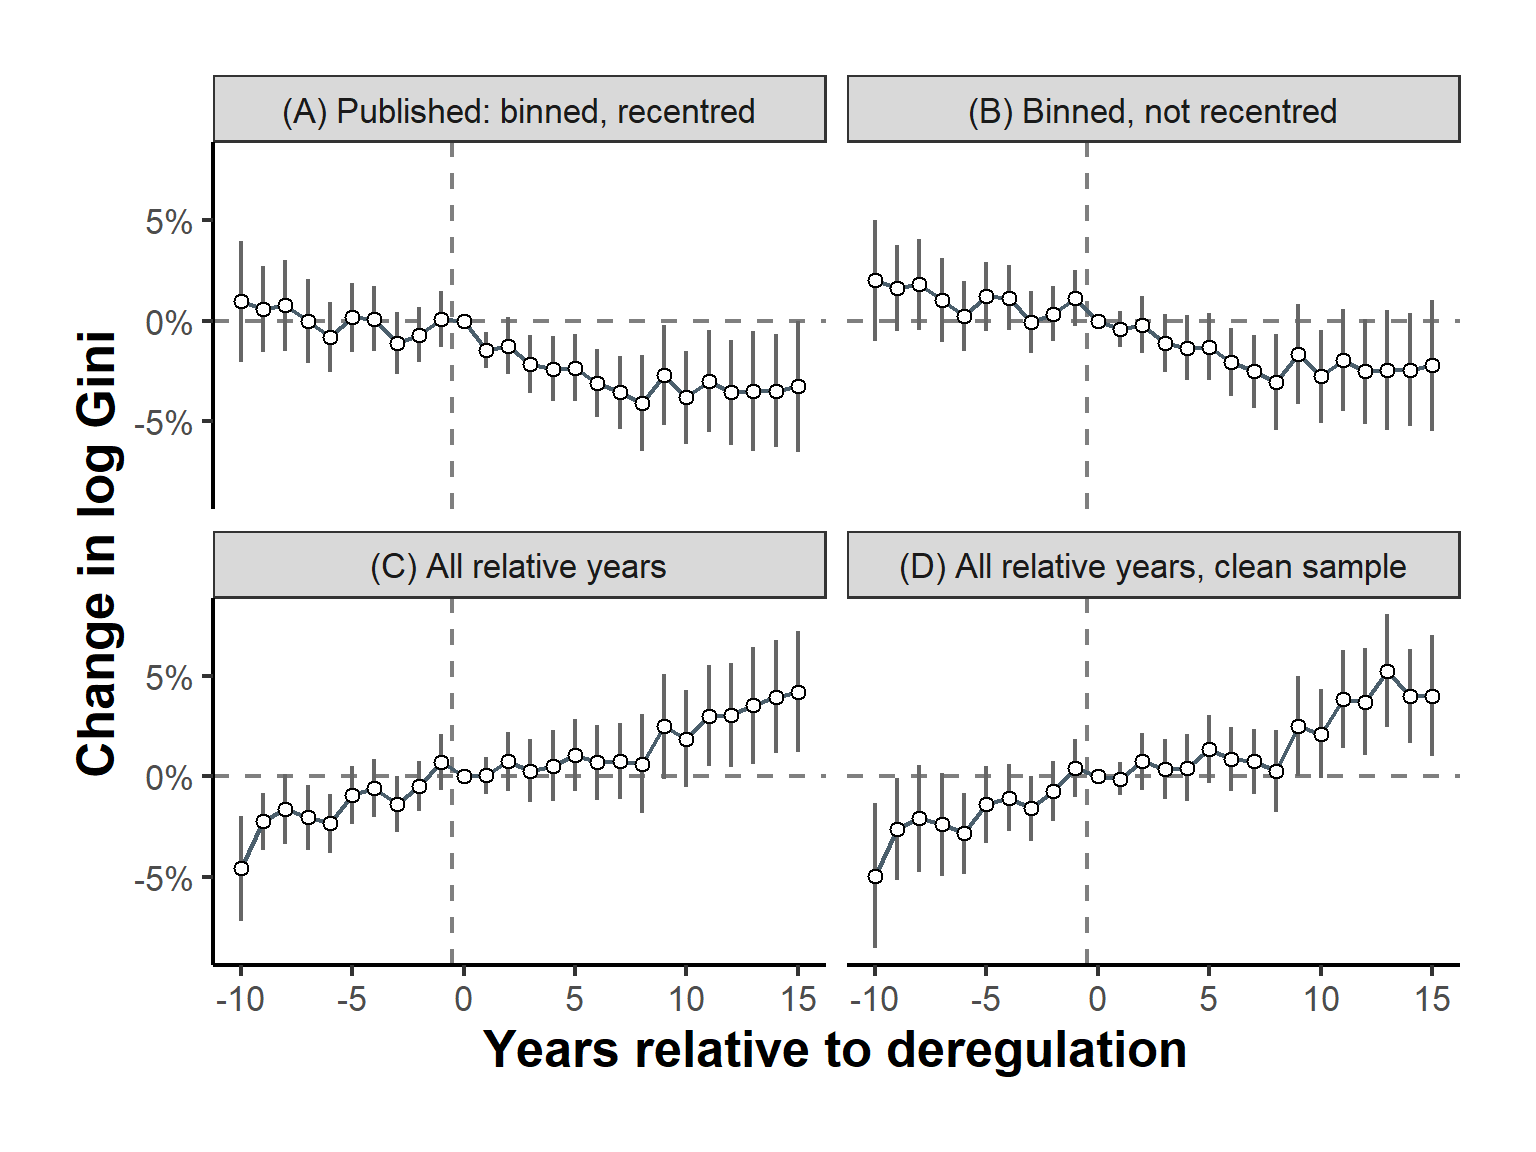 (A) Published: binned, recentred
(B) Binned, not recentred
5%
0%
-5%
Change in log Gini
(C) All relative years
(D) All relative years, clean sample
5%
0%
-5%
-10 -5 0 5 10 15
-10 -5 0 5 10 15
Years relative to deregulation